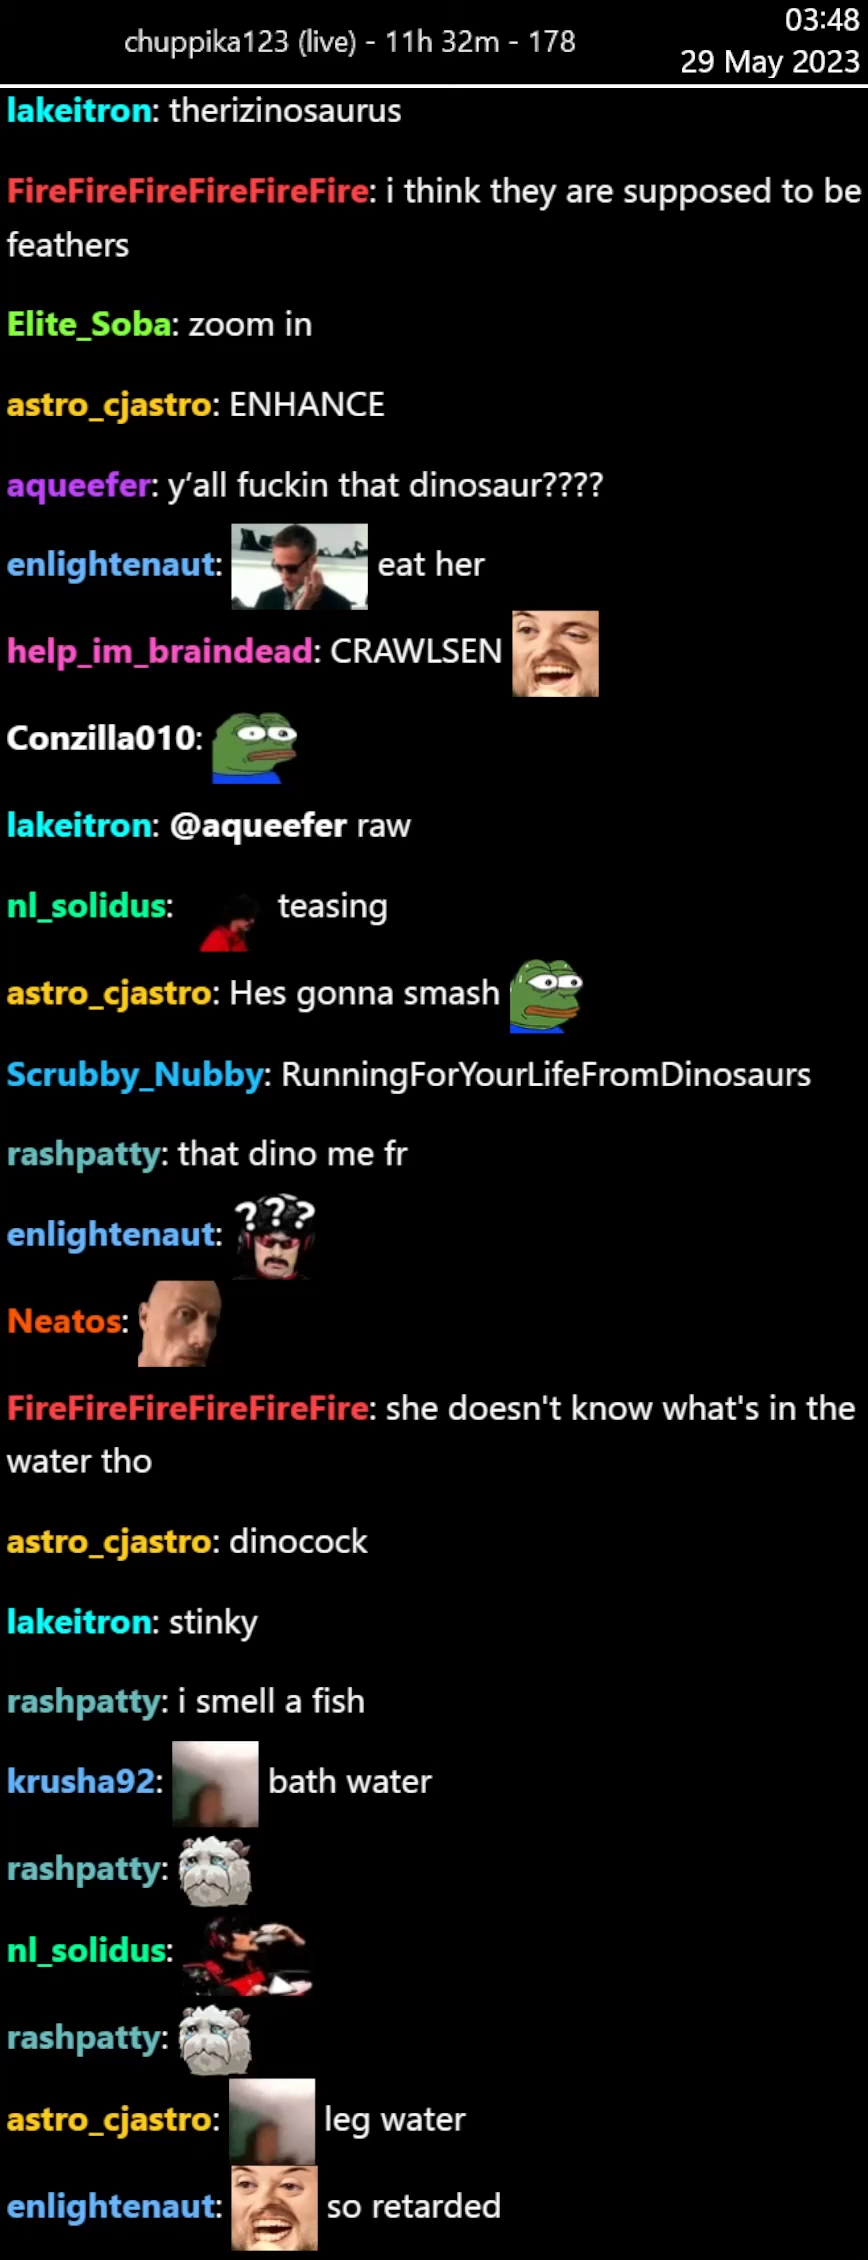 03:48
chuppika123 (live) - 11h 32m - 178
29 May 2023
lakeitron: therizinosaurus
FireFireFireFireFireFire: i think they are supposed to be
feathers
Elite_Soba: zoom in
astro_cjastro: ENHANCE
aqueefer: y’all fuckin that dinosaur????
enlightenaut: eat her
help_im_braindead: CRAWLSEN
Conzilla010:
lakeitron: @aqueefer raw
nl_solidus: teasing
astro_cjastro: Hes gonna smash
Scrubby_Nubby: RunningForYourLifeFromDinosaurs
rashpatty: that dino me fr
enlightenaut: ???
Neatos:
FireFireFireFireFireFire: she doesn't know what's in the
water tho
astro_cjastro: dinocock
lakeitron: stinky
rashpatty: i smell a fish
krusha92: bath water
rashpatty:
nl_solidus:
rashpatty:
astro_cjastro: leg water
enlightenaut: so retarded